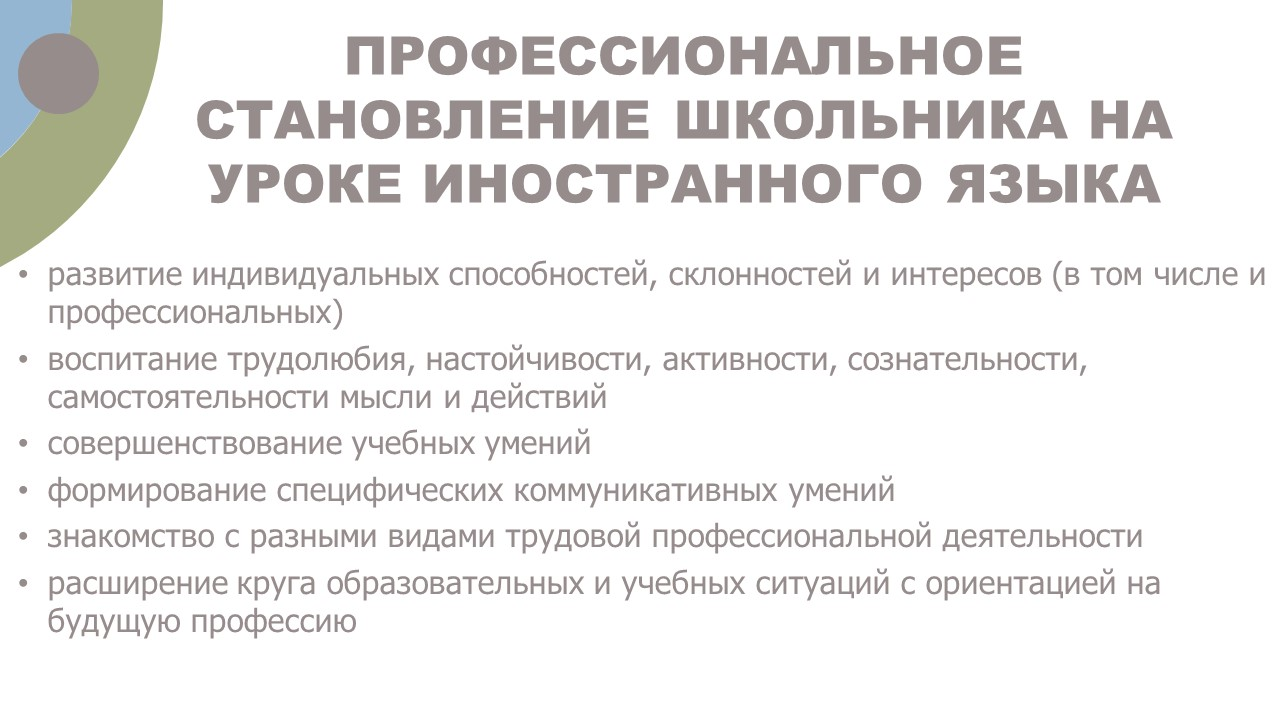 ПРОФЕССИОНАЛЬНОЕ
СТАНОВЛЕНИЕ ШКОЛЬНИКА НА
УРОКЕ ИНОСТРАННОГО ЯЗЫКА
• развитие индивидуальных способностей, склонностей и интересов (в том числе и
профессиональных)
• воспитание трудолюбия, настойчивости, активности, сознательности,
самостоятельности мысли и действий
• совершенствование учебных умений
• формирование специфических коммуникативных умений
• знакомство с разными видами трудовой профессиональной деятельности
• расширение круга образовательных и учебных ситуаций с ориентацией на
будущую профессию